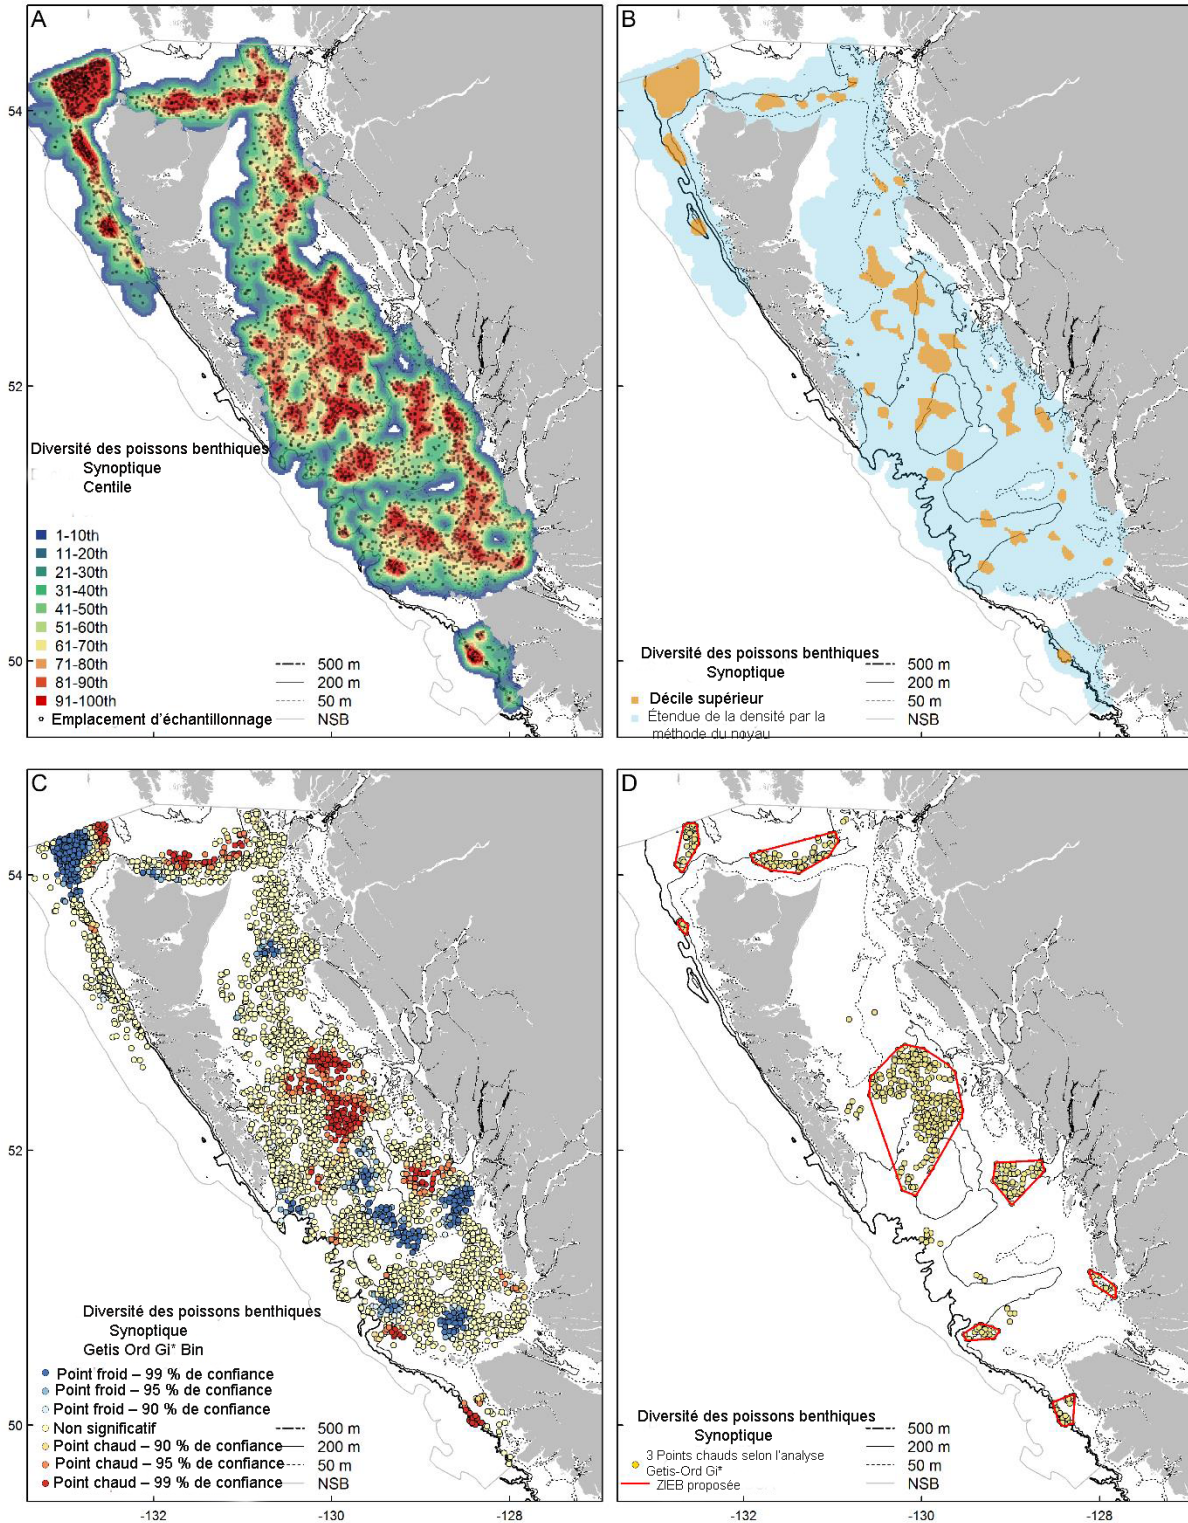 A
54
52
50
Diversité des poissons benthiques
Synoptique
Centile
1-10th
11-20th
21-30th
31-40th
41-50th
51-60th
61-70th
71-80th
81-90th
91-100th
Emplacement d'échantillonnage
500 m
200 m
50 m
NSB
B
Diversité des poissons benthiques
Synoptique
Décile supérieur
Étendue de la densité par la
méthode du noyau
500 m
200 m
50 m
NSB
C
54
52
50
Diversité des poissons benthiques
Synoptique
Getis Ord Gi* Bin
Point froid – 99 % de confiance
Point froid – 95 % de confiance
Point froid – 90 % de confiance
Non significatif
Point chaud – 90 % de confiance
Point chaud – 95 % de confiance
Point chaud – 99 % de confiance
500 m
200 m
50 m
NSB
-132
-130
-128
D
Diversité des poissons benthiques
Synoptique
3 Points chauds selon l'analyse
Getis-Ord Gi*
ZIEB proposée
500 m
200 m
50 m
NSB
-132
-130
-128